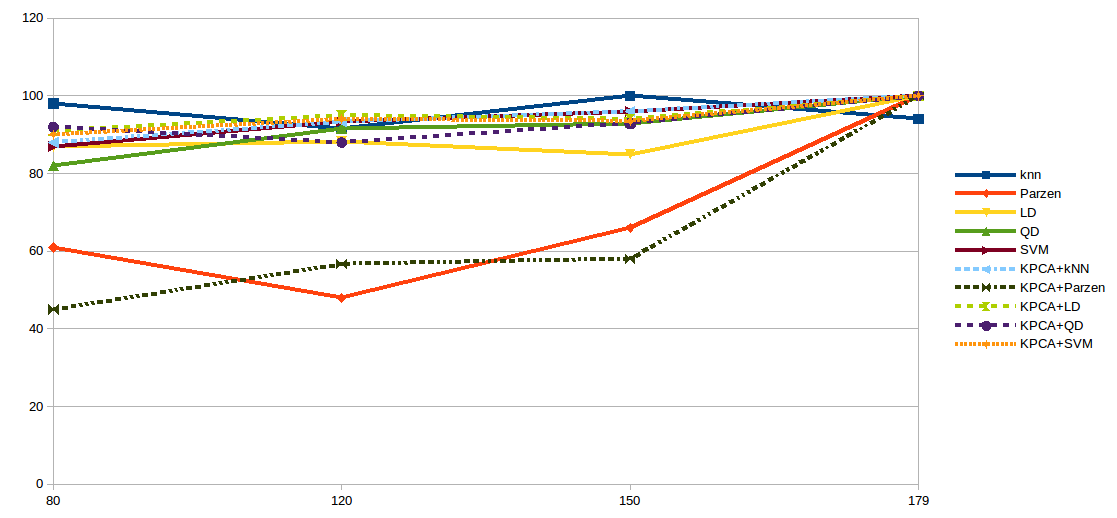 120
100
80
60
40
20
0
80 120 150 179
knn
Parzen
LD
QD
SVM
KPCA+kNN
KPCA+Parzen
KPCA+LD
KPCA+QD
KPCA+SVM